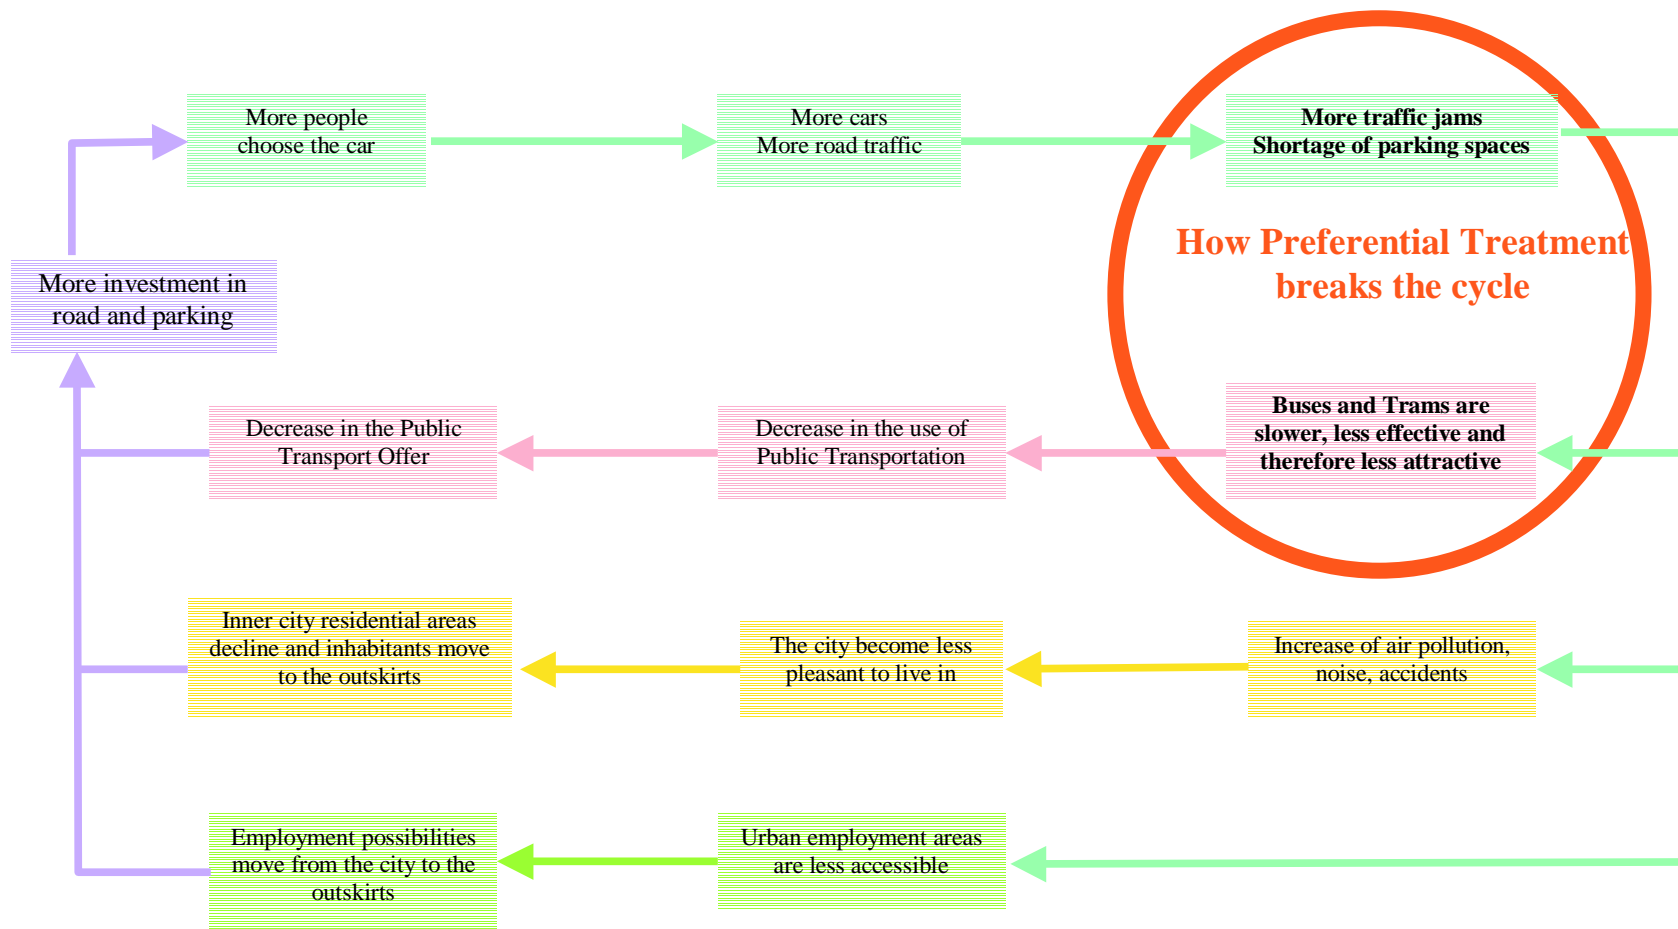 More people
choose the car
More cars
More road traffic
More traffic jams
Shortage of parking spaces
How Preferential Treatment
breaks the cycle
More investment in
road and parking
Decrease in the Public
Transport Offer
Decrease in the use of
Public Transportation
Buses and Trams are
slower, less effective and
therefore less attractive
Inner city residential areas
decline and inhabitants move
to the outskirts
The city become less
pleasant to live in
Increase of air pollution,
noise, accidents
Employment possibilities
move from the city to the
outskirts
Urban employment areas
are less accessible